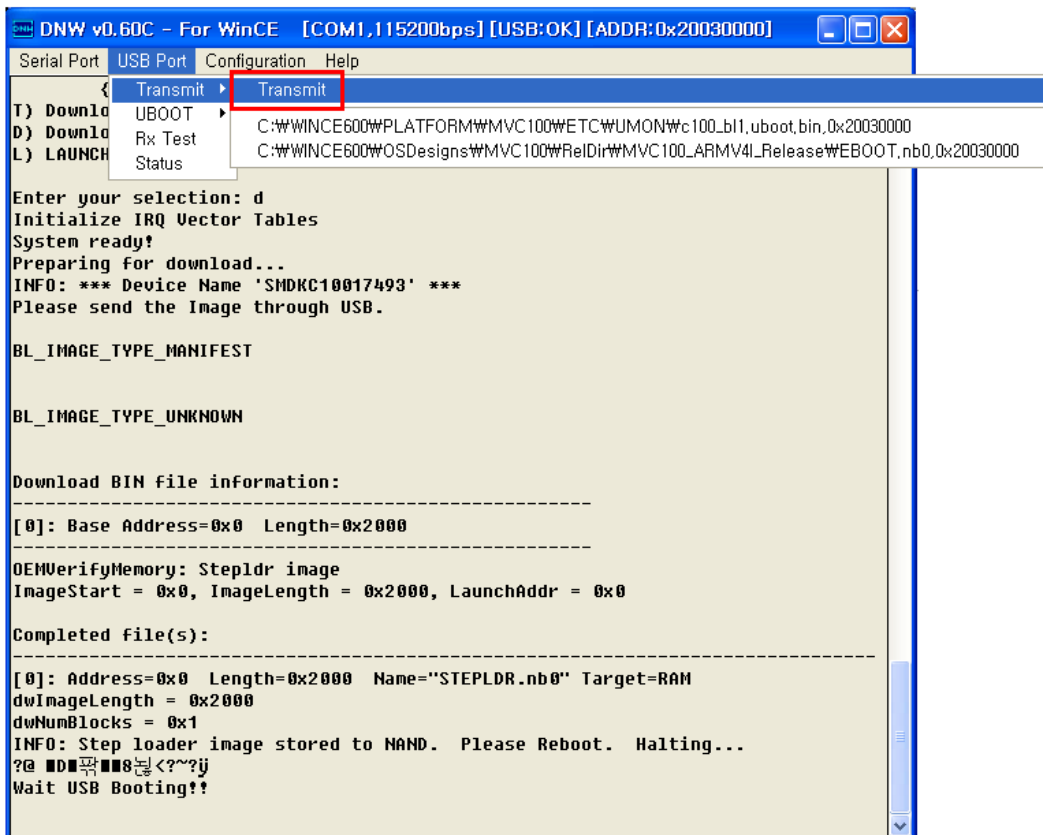 DNW v0.60C - For WinCE [COM1,115200bps] [USB:OK] [ADDR:0x20030000]
Serial Port USB Port Configuration Help
{ Transmit Transmit
T) Downlo UBOOT C:₩WINCE600₩PLATFORM₩MVC100₩ETC₩UMON₩c100_bl1,uboot,bin,0x20030000
D) Downlo Rx Test C:₩WINCE600₩OSDesigns₩MVC100₩RelDir₩MVC100_ARMV4I_Release₩EBOOT,nb0,0x20030000
L) LAUNCH Status
Enter your selection: d
Initialize IRQ Vector Tables
System ready!
Preparing for download...
INFO: *** Device Name 'SMDKC10017493' ***
Please send the Image through USB.
BL_IMAGE_TYPE_MANIFEST
BL_IMAGE_TYPE_UNKNOWN
Download BIN file information:
-----------------------------------------------------
[0]: Base Address=0x0 Length=0x2000
-----------------------------------------------------
OEMVerifyMemory: Stepldr image
ImageStart = 0x0, ImageLength = 0x2000, LaunchAddr = 0x0
Completed file(s):
-------------------------------------------------------------------------------
[0]: Address=0x0 Length=0x2000 Name="STEPLDR.nb0" Target=RAM
dwImageLength = 0x2000
dwNumBlocks = 0x1
INFO: Step loader image stored to NAND. Please Reboot. Halting...
?@ ■D■팎■■8뇞<?~?ÿ
Wait USB Booting!!